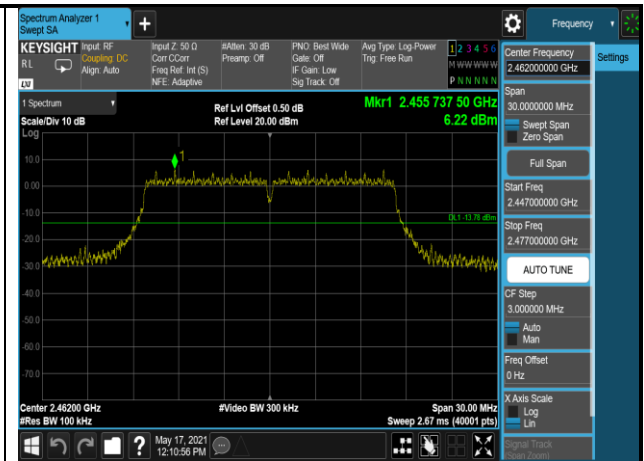 Spectrum Analyzer 1
Swept SA
+
Frequency
KEYSIGHT
RL
LXI
Input: RF
Coupling: DC
Align: Auto
Input Z: 50 Ω
Corr CCorr
Freq Ref: Int (S)
NFE: Adaptive
#Atten: 30 dB
Preamp: Off
PNO: Best Wide
Gate: Off
IF Gain: Low
Sig Track: Off
Avg Type: Log-Power
Trig: Free Run
1 2 3 4 5 6
M W W W W W
P N N N N N
Center Frequency
2.462000000 GHz
Settings
Span
30.0000000 MHz
Swept Span
Zero Span
Full Span
Start Freq
2.447000000 GHz
Stop Freq
2.477000000 GHz
AUTO TUNE
CF Step
3.000000 MHz
Auto
Man
Freq Offset
0 Hz
X Axis Scale
Log
Lin
Signal Track
(Span Zoom)
1 Spectrum
Scale/Div 10 dB
Log
Ref Lvl Offset 0.50 dB
Ref Level 20.00 dBm
Mkr1 2.455 737 50 GHz
6.22 dBm
1
10.0
0.00
-10.0
DL1 -13.78 dBm
-20.0
-30.0
-40.0
-50.0
-60.0
-70.0
Center 2.46200 GHz
#Res BW 100 kHz
#Video BW 300 kHz
Span 30.00 MHz
Sweep 2.67 ms (40001 pts)
?
May 17, 2021
12:10:56 PM